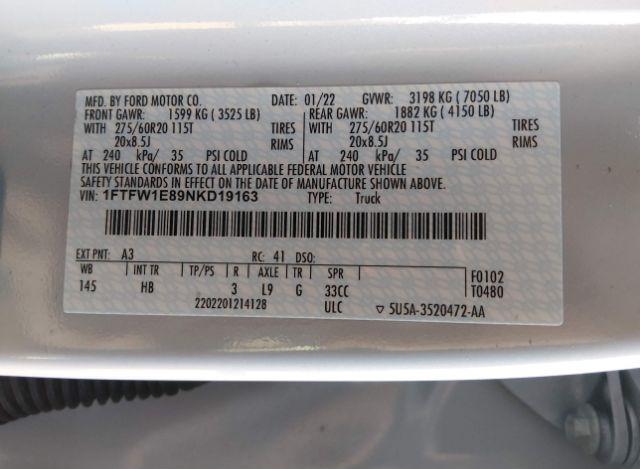 MFD. BY FORD MOTOR CO. DATE: 01/22 GVWR: 3198 KG ( 7050 LB)
FRONT GAWR: 1599 KG ( 3525 LB) REAR GAWR: 1882 KG ( 4150 LB)
WITH 275/60R20 115T TIRES WITH 275/60R20 115T TIRES
20x8.5J RIMS 20x8.5J RIMS
AT 240 kPa/ 35 PSI COLD AT 240 kPa/ 35 PSI COLD
THIS VEHICLE CONFORMS TO ALL APPLICABLE FEDERAL MOTOR VEHICLE
SAFETY STANDARDS IN EFFECT ON THE DATE OF MANUFACTURE SHOWN ABOVE.
VIN: 1FTFW1E89NKD19163 TYPE: Truck
EXT PNT: A3 RC: 41 DSO:
WB INT TR TP/PS R AXLE TR SPR F0102
145 HB 3 L9 G 33CC T0480
2202201214128 ULC ▽ 5U5A-3520472-AA